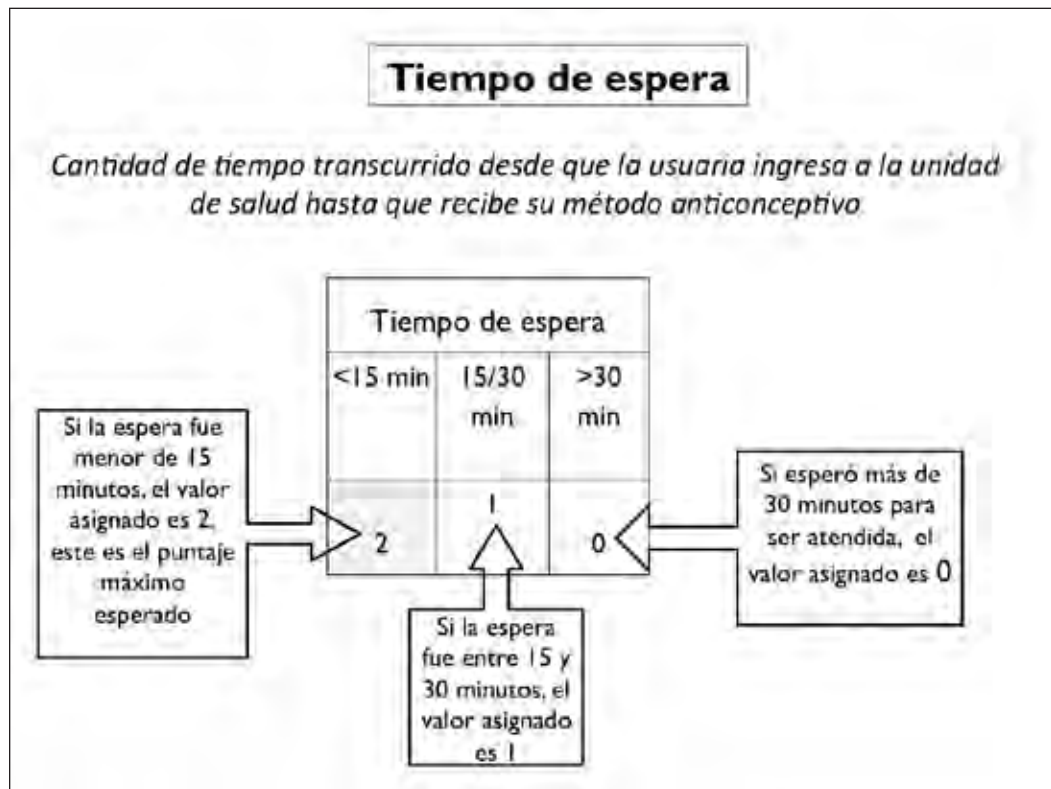 Tiempo de espera
Cantidad de tiempo transcurrido desde que la usuaria ingresa a la unidad
de salud hasta que recibe su método anticonceptivo
Tiempo de espera
<15 min
15/30
min
>30
min
2
1
0
Si la espera fue
menor de 15
minutos, el valor
asignado es 2,
este es el puntaje
máximo
esperado
Si la espera
fue entre 15 y
30 minutos, el
valor asignado
es 1
Si esperó más de
30 minutos para
ser atendida, el
valor asignado es 0